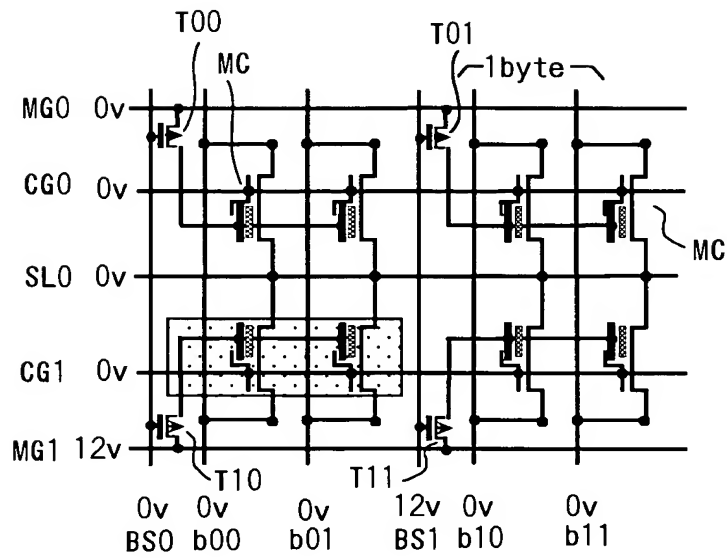 T00
T01
MC
1byte
MG0 0v
CG0 0v
MC
SL0 0v
CG1 0v
MG1 12v
T10
T11
0v 0v 0v 12v 0v 0v
BS0 b00 b01 BS1 b10 b11